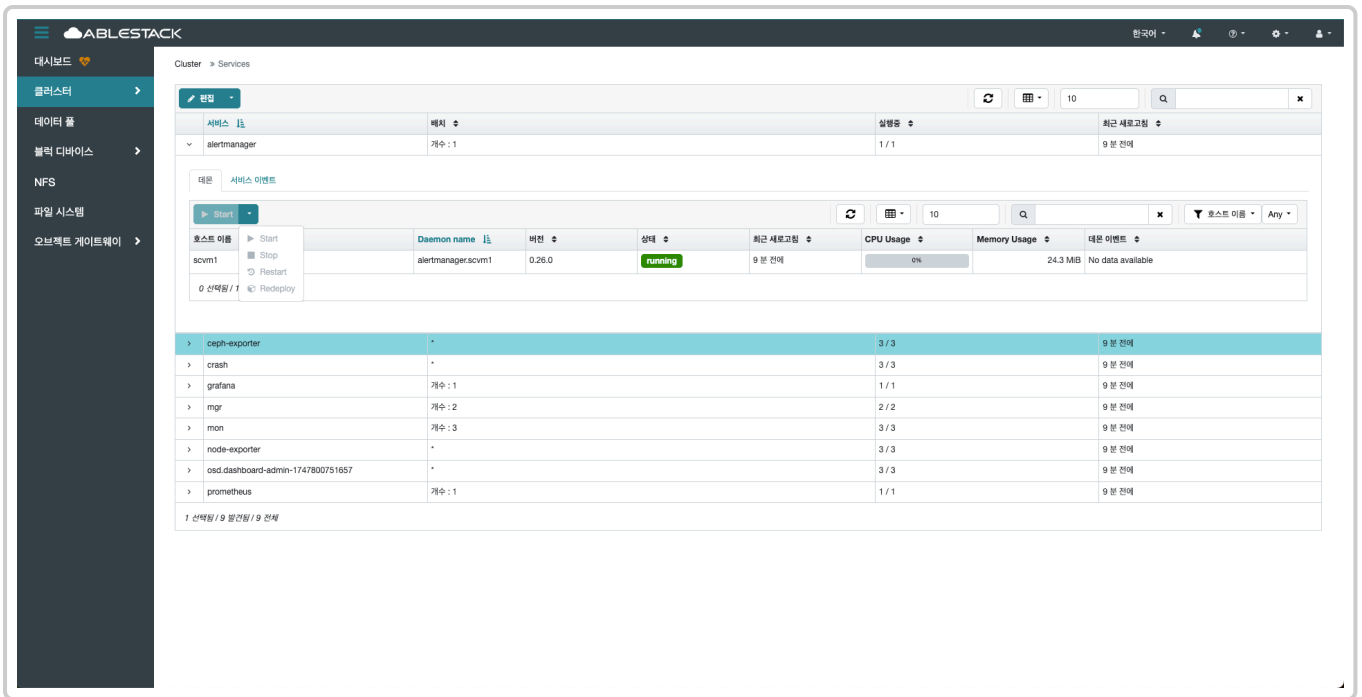 ABLESTACK 한국어
대시보드
클러스터
데이터 풀
블럭 디바이스
NFS
파일 시스템
오브젝트 게이트웨이
Cluster » Services
편집 10
서비스 배치 실행중 최근 새로고침
alertmanager 개수 : 1 1 / 1 9 분 전에
데몬 서비스 이벤트
Start 10 호스트 이름 Any
호스트 이름 Daemon name 버전 상태 최근 새로고침 CPU Usage Memory Usage 데몬 이벤트
scvm1 alertmanager.scvm1 0.26.0 running 9 분 전에 0% 24.3 MiB No data available
0 선택됨 / 1
Start
Stop
Restart
Redeploy
ceph-exporter * 3 / 3 9 분 전에
crash * 3 / 3 9 분 전에
grafana 개수 : 1 1 / 1 9 분 전에
mgr 개수 : 2 2 / 2 9 분 전에
mon 개수 : 3 3 / 3 9 분 전에
node-exporter * 3 / 3 9 분 전에
osd.dashboard-admin-1747800751657 * 3 / 3 9 분 전에
prometheus 개수 : 1 1 / 1 9 분 전에
1 선택됨 / 9 발견됨 / 9 전체